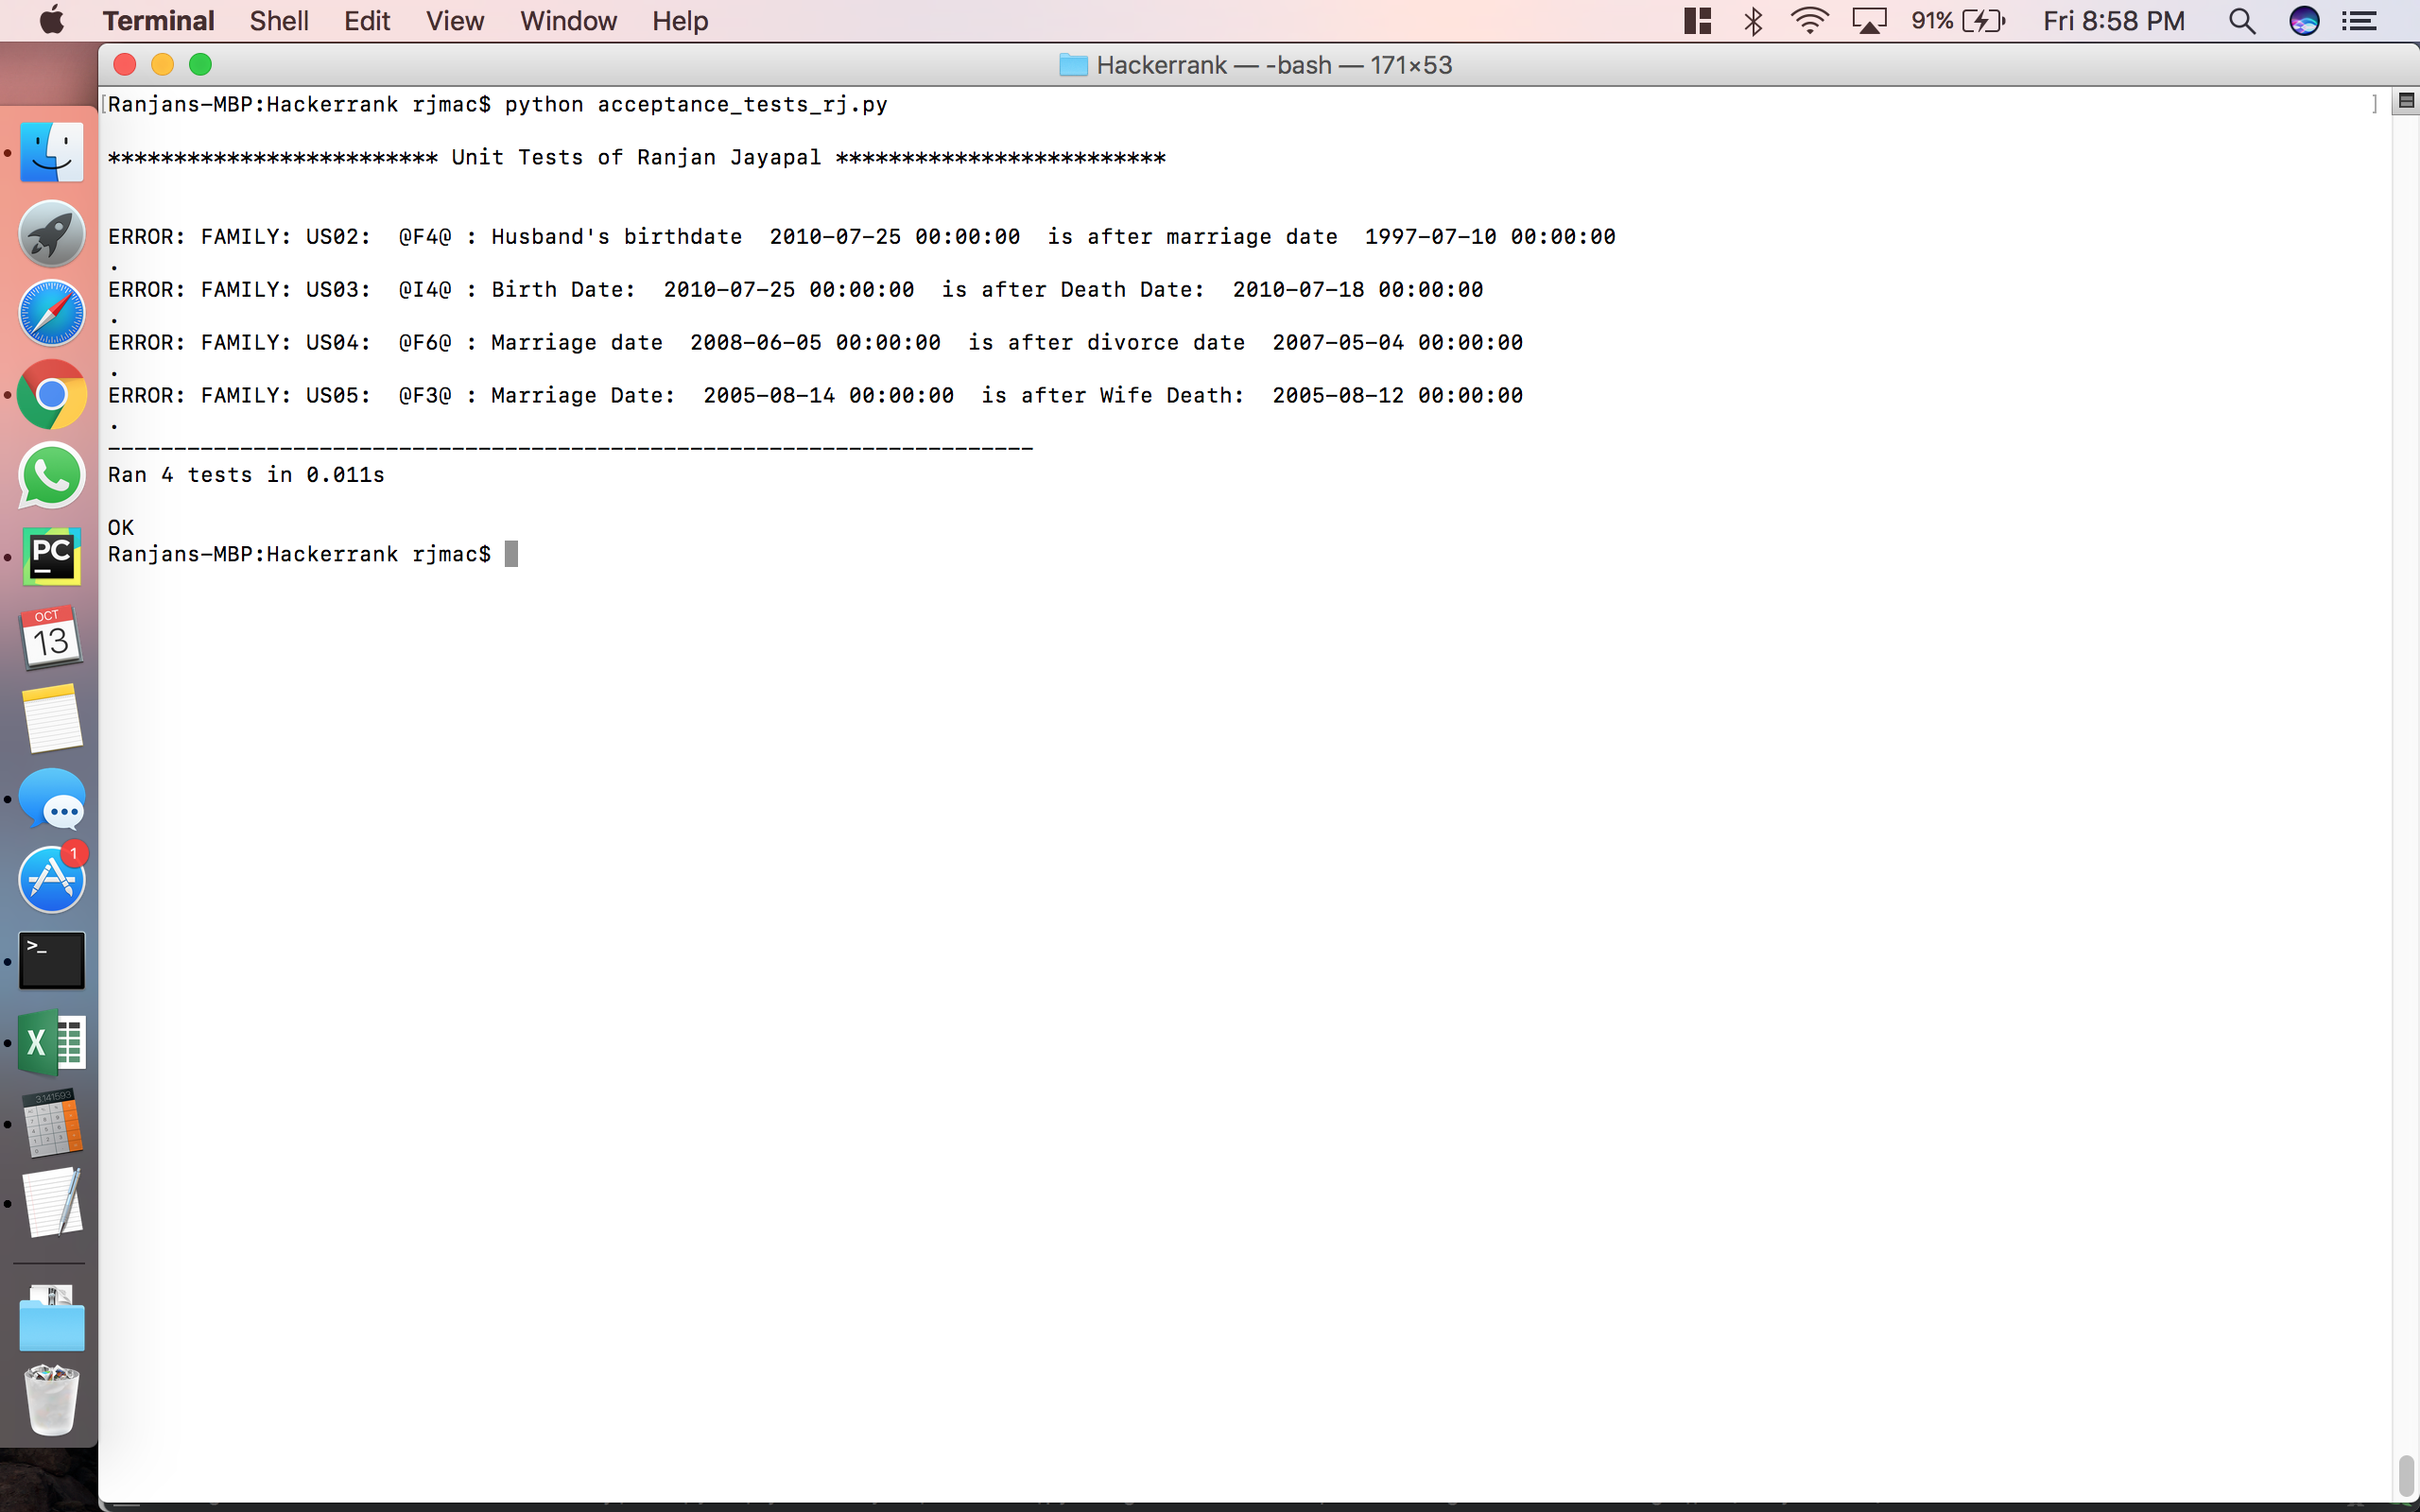 Terminal Shell Edit View Window Help 91% Fri 8:58 PM
Hackerrank — -bash — 171×53
[Ranjans-MBP:Hackerrank rjmac$ python acceptance_tests_rj.py ]
************************* Unit Tests of Ranjan Jayapal *************************
ERROR: FAMILY: US02:  @F4@ : Husband's birthdate  2010-07-25 00:00:00  is after marriage date  1997-07-10 00:00:00
.
ERROR: FAMILY: US03:  @I4@ : Birth Date:  2010-07-25 00:00:00  is after Death Date:  2010-07-18 00:00:00
.
ERROR: FAMILY: US04:  @F6@ : Marriage date  2008-06-05 00:00:00  is after divorce date  2007-05-04 00:00:00
.
ERROR: FAMILY: US05:  @F3@ : Marriage Date:  2005-08-14 00:00:00  is after Wife Death:  2005-08-12 00:00:00
.
----------------------------------------------------------------------
Ran 4 tests in 0.011s
OK
Ranjans-MBP:Hackerrank rjmac$
PC
OCT
13
1
>_
X
3.141593